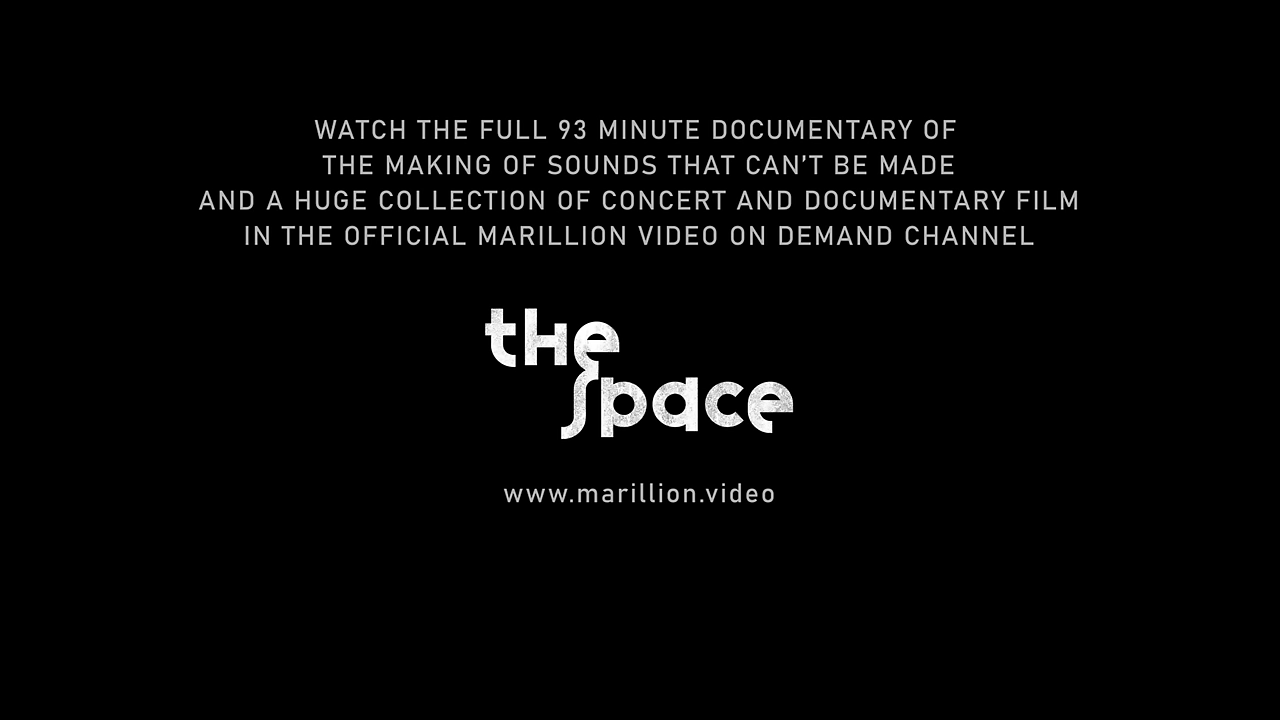 WATCH THE FULL 93 MINUTE DOCUMENTARY OF
THE MAKING OF SOUNDS THAT CAN'T BE MADE
AND A HUGE COLLECTION OF CONCERT AND DOCUMENTARY FILM
IN THE OFFICIAL MARILLION VIDEO ON DEMAND CHANNEL
the
space
www.marillion.video